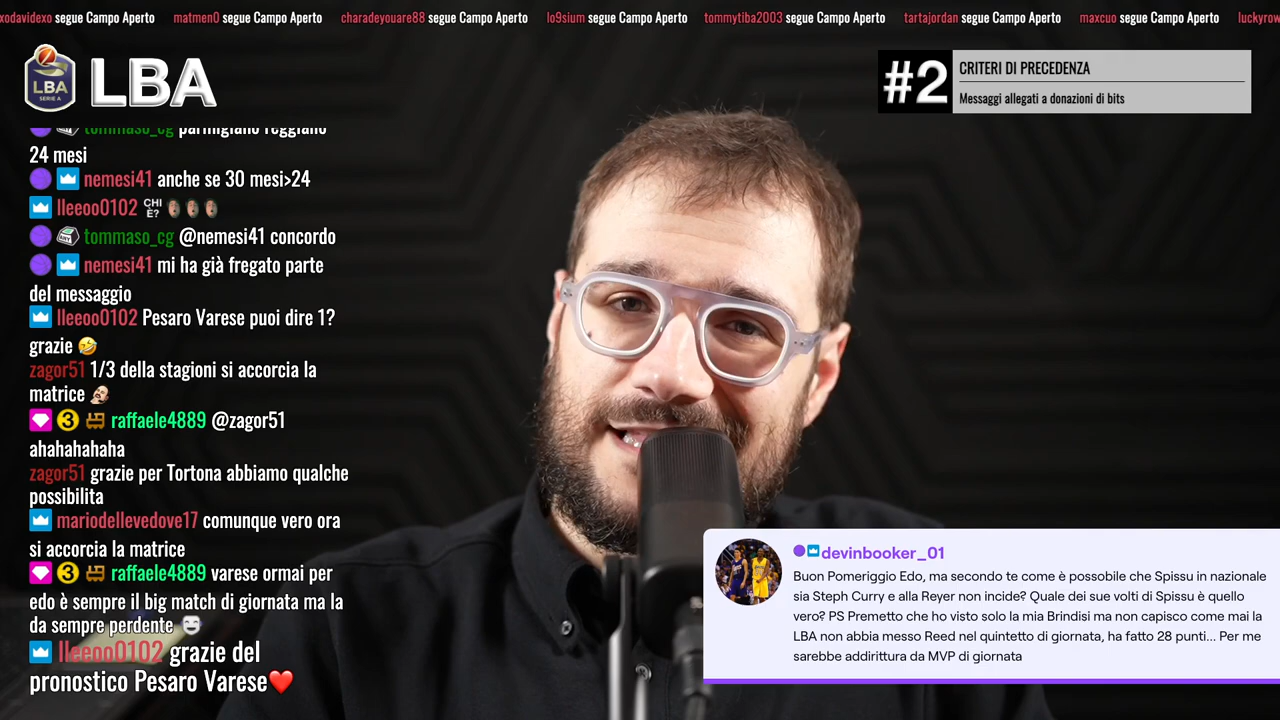 xodavidexo segue Campo Aperto matmen0 segue Campo Aperto charadeyouare88 segue Campo Aperto lo9sium segue Campo Aperto tommytiba2003 segue Campo Aperto tartajordan segue Campo Aperto maxcuo segue Campo Aperto luckyrow
LBA
SERIE A
LBA
#2
CRITERI DI PRECEDENZA
Messaggi allegati a donazioni di bits
tommaso_cg parmigiano reggiano
24 mesi
nemesi41 anche se 30 mesi>24
lleeoo0102 CHI
È?
tommaso_cg @nemesi41 concordo
nemesi41 mi ha già fregato parte
del messaggio
lleeoo0102 Pesaro Varese puoi dire 1?
grazie 🤣
zagor51 1/3 della stagioni si accorcia la
matrice
raffaele4889 @zagor51
ahahahahaha
zagor51 grazie per Tortona abbiamo qualche
possibilita
mariodellevedove17 comunque vero ora
si accorcia la matrice
raffaele4889 varese ormai per
edo è sempre il big match di giornata ma la
da sempre perdente
lleeoo0102 grazie del
pronostico Pesaro Varese❤️
devinbooker_01
Buon Pomeriggio Edo, ma secondo te come è possobile che Spissu in nazionale
sia Steph Curry e alla Reyer non incide? Quale dei sue volti di Spissu è quello
vero? PS Premetto che ho visto solo la mia Brindisi ma non capisco come mai la
LBA non abbia messo Reed nel quintetto di giornata, ha fatto 28 punti... Per me
sarebbe addirittura da MVP di giornata